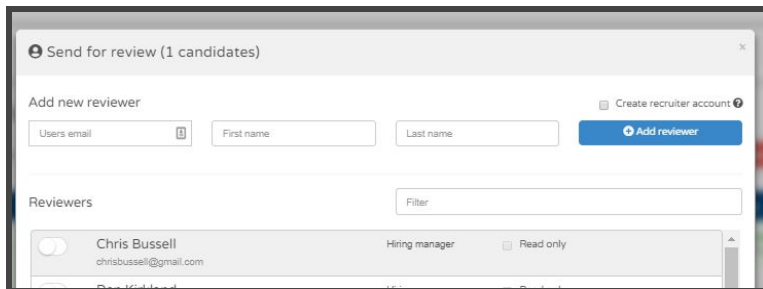 Send for review (1 candidates)
×
Add new reviewer
Create recruiter account
Users email
First name
Last name
Add reviewer
Reviewers
Filter
Chris Bussell
Hiring manager
Read only
chrisbussell@gmail.com